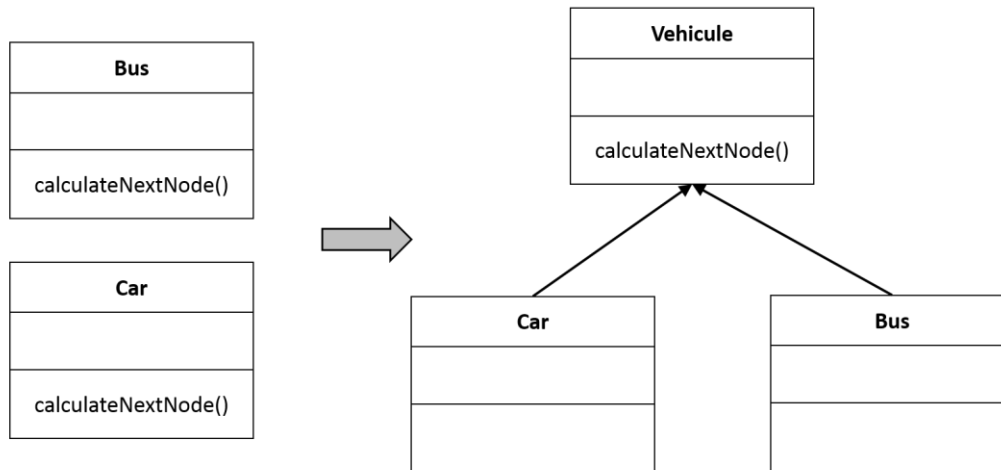 Bus
calculateNextNode()
Car
calculateNextNode()
Vehicule
calculateNextNode()
Car
Bus